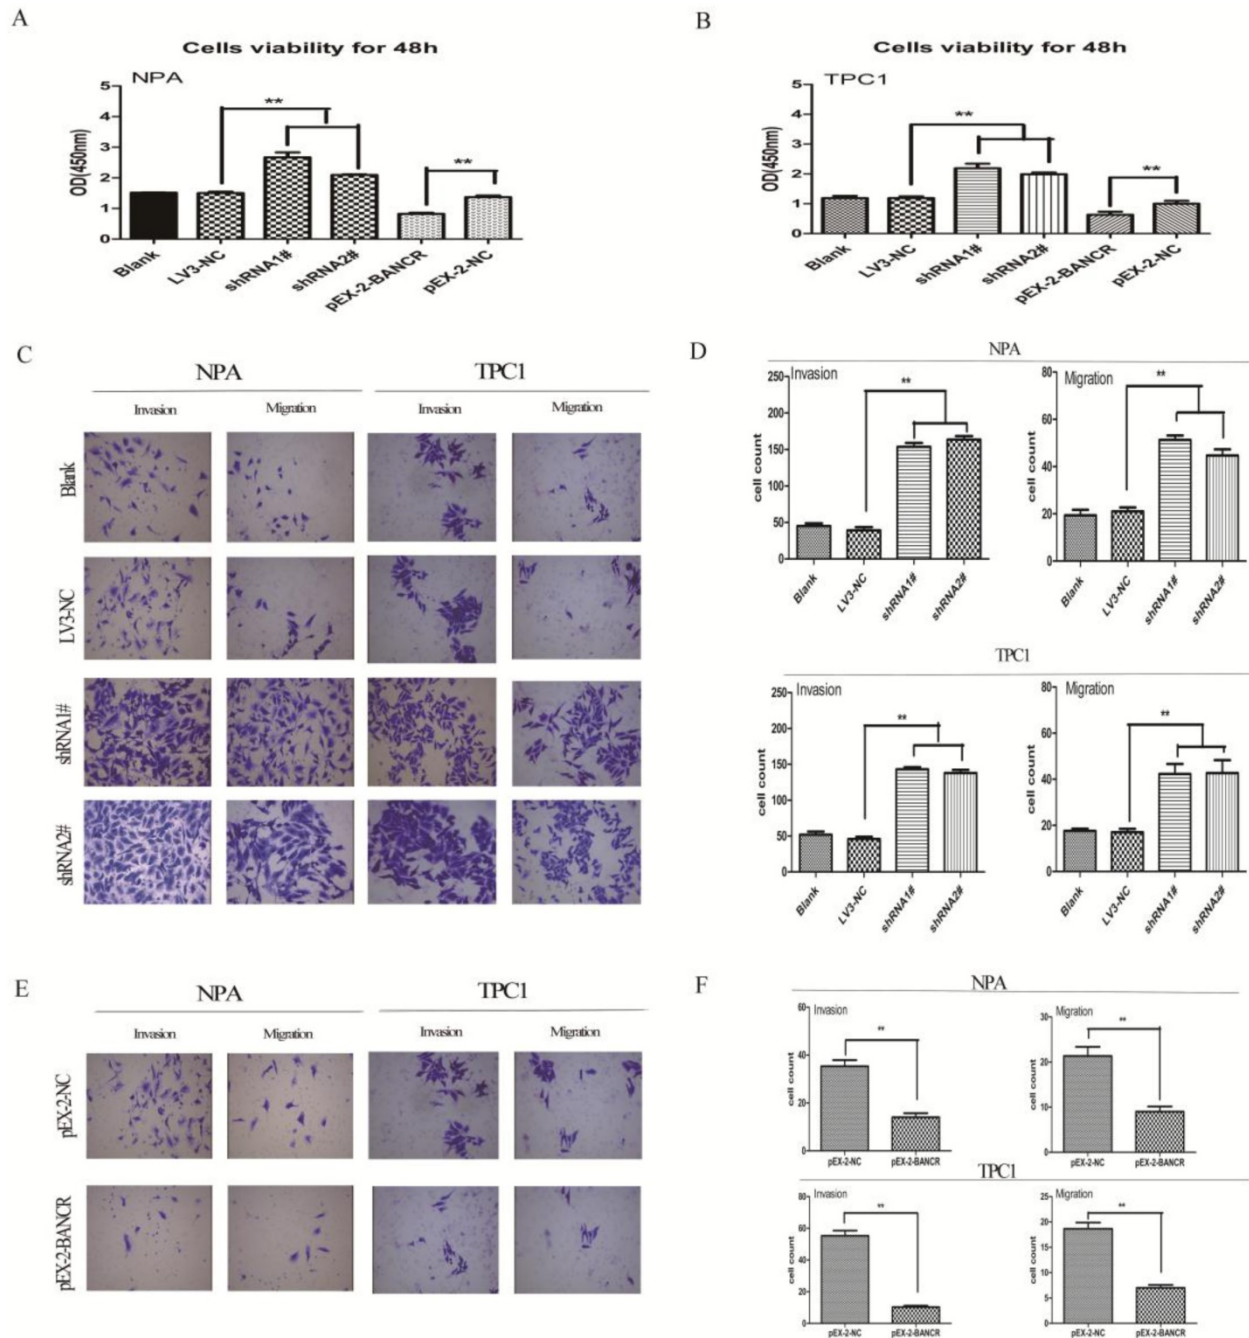 A
Cells viability for 48h
NPA
OD(450nm)
5
4
3
2
1
0
**
**
Blank
LV3-NC
shRNA1#
shRNA2#
pEX-2-BANCR
pEX-2-NC
B
Cells viability for 48h
TPC1
OD(450nm)
5
4
3
2
1
0
**
**
Blank
LV3-NC
shRNA1#
shRNA2#
pEX-2-BANCR
pEX-2-NC
C
NPA
TPC1
Invasion
Migration
Invasion
Migration
Blank
LV3-NC
shRNA1#
shRNA2#
D
NPA
Invasion
cell count
250
200
150
100
50
0
**
Blank
LV3-NC
shRNA1#
shRNA2#
Migration
cell count
80
60
40
20
0
**
Blank
LV3-NC
shRNA1#
shRNA2#
TPC1
Invasion
cell count
250
200
150
100
50
0
**
Blank
LV3-NC
shRNA1#
shRNA2#
Migration
cell count
80
60
40
20
0
**
Blank
LV3-NC
shRNA1#
shRNA2#
E
NPA
TPC1
Invasion
Migration
Invasion
Migration
pEX-2-NC
pEX-2-BANCR
F
NPA
Invasion
cell count
60
40
20
0
**
pEX-2-NC
pEX-2-BANCR
Migration
cell count
30
20
10
0
**
pEX-2-NC
pEX-2-BANCR
TPC1
Invasion
cell count
80
60
40
20
0
**
pEX-2-NC
pEX-2-BANCR
Migration
cell count
25
20
15
10
5
0
**
pEX-2-NC
pEX-2-BANCR